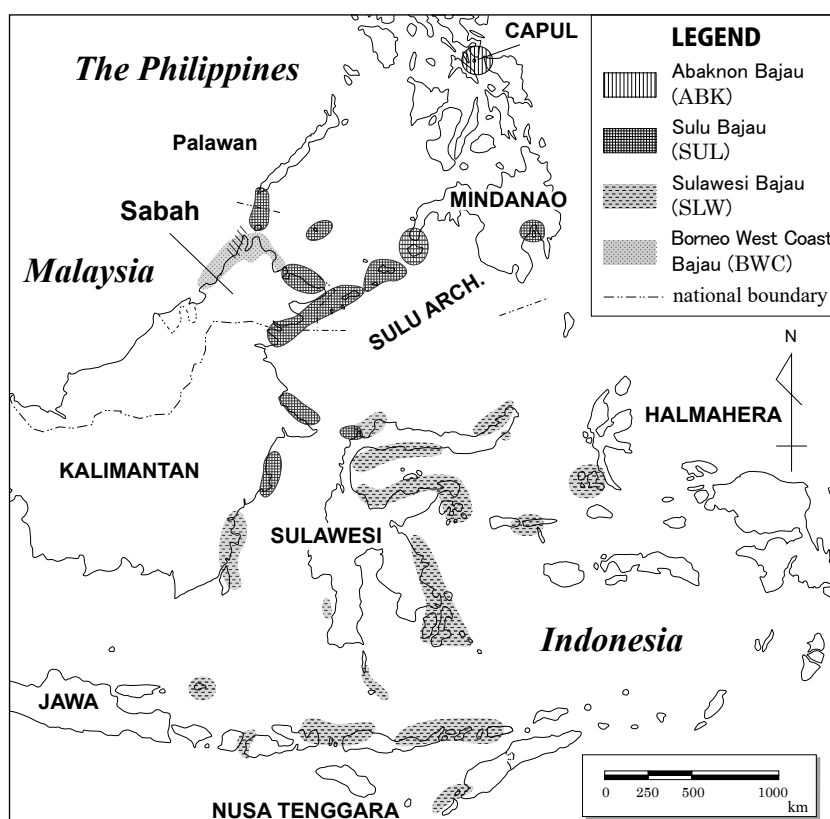 CAPUL
The Philippines
Palawan
MINDANAO
Sabah
Malaysia
SULU ARCH.
HALMAHERA
KALIMANTAN
SULAWESI
Indonesia
JAWA
NUSA TENGGARA
LEGEND
Abaknon Bajau
(ABK)
Sulu Bajau
(SUL)
Sulawesi Bajau
(SLW)
Borneo West Coast
Bajau (BWC)
national boundary
N
0 250 500 1000
km